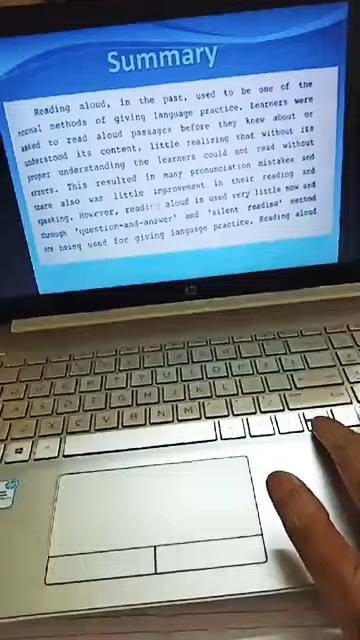 Summary
Reading aloud, in the past, used to be one of the
normal methods of giving language practice. Learners were
asked to read aloud passages before they knew about or
understood its content, little realizing that without its
proper understanding the learners could not read without
errors. This resulted in many pronunciation mistakes and
there also was little improvement in their reading and
speaking. However, reading aloud is used very little now and
through 'question-and-answer' and 'silent reading' method
are being used for giving language practice. Reading aloud
hp